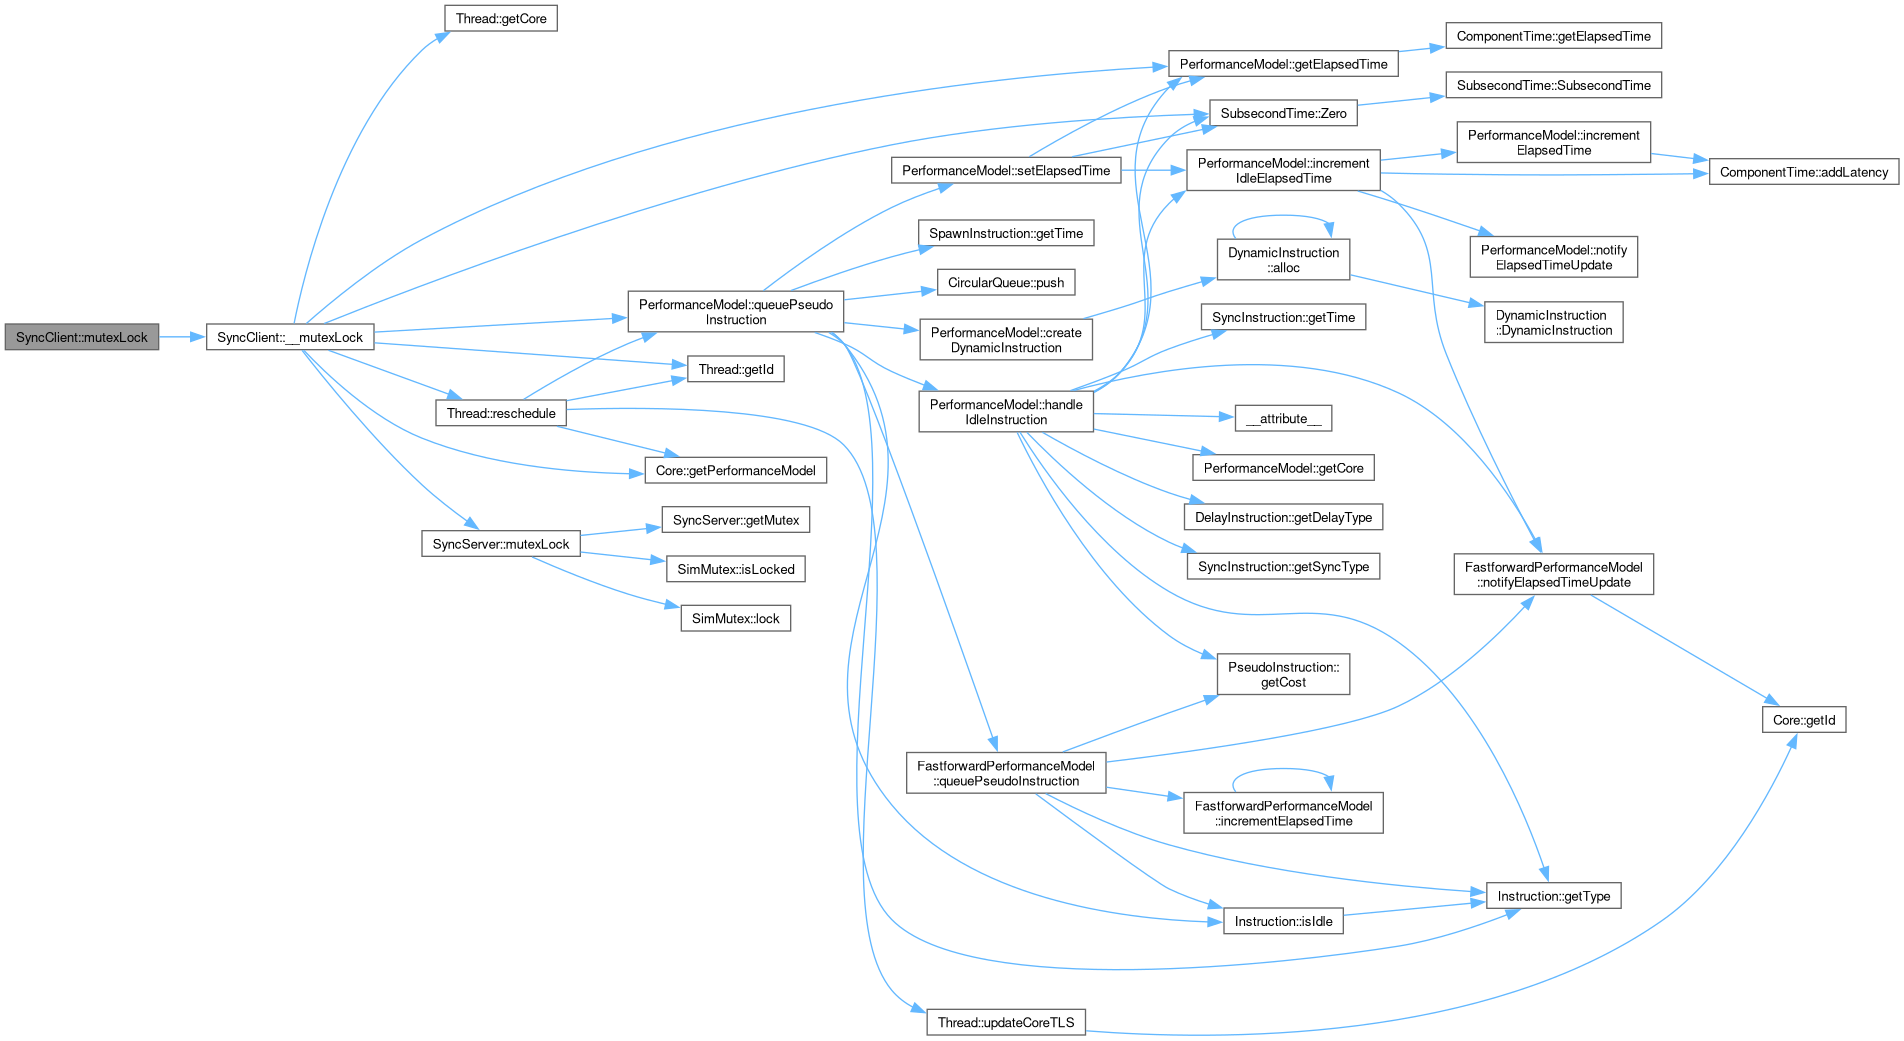 SyncClient::mutexLock
SyncClient::__mutexLock
Thread::getCore
PerformanceModel::queuePseudo
Instruction
Thread::getId
Thread::reschedule
Core::getPerformanceModel
SyncServer::mutexLock
SyncServer::getMutex
SimMutex::isLocked
SimMutex::lock
PerformanceModel::setElapsedTime
SpawnInstruction::getTime
CircularQueue::push
PerformanceModel::create
DynamicInstruction
PerformanceModel::handle
IdleInstruction
FastforwardPerformanceModel
::queuePseudoInstruction
Thread::updateCoreTLS
PerformanceModel::getElapsedTime
SubsecondTime::Zero
PerformanceModel::increment
IdleElapsedTime
DynamicInstruction
::alloc
SyncInstruction::getTime
__attribute__
PerformanceModel::getCore
DelayInstruction::getDelayType
SyncInstruction::getSyncType
PseudoInstruction::
getCost
FastforwardPerformanceModel
::incrementElapsedTime
Instruction::isIdle
ComponentTime::getElapsedTime
SubsecondTime::SubsecondTime
PerformanceModel::increment
ElapsedTime
PerformanceModel::notify
ElapsedTimeUpdate
DynamicInstruction
::DynamicInstruction
FastforwardPerformanceModel
::notifyElapsedTimeUpdate
Instruction::getType
ComponentTime::addLatency
Core::getId